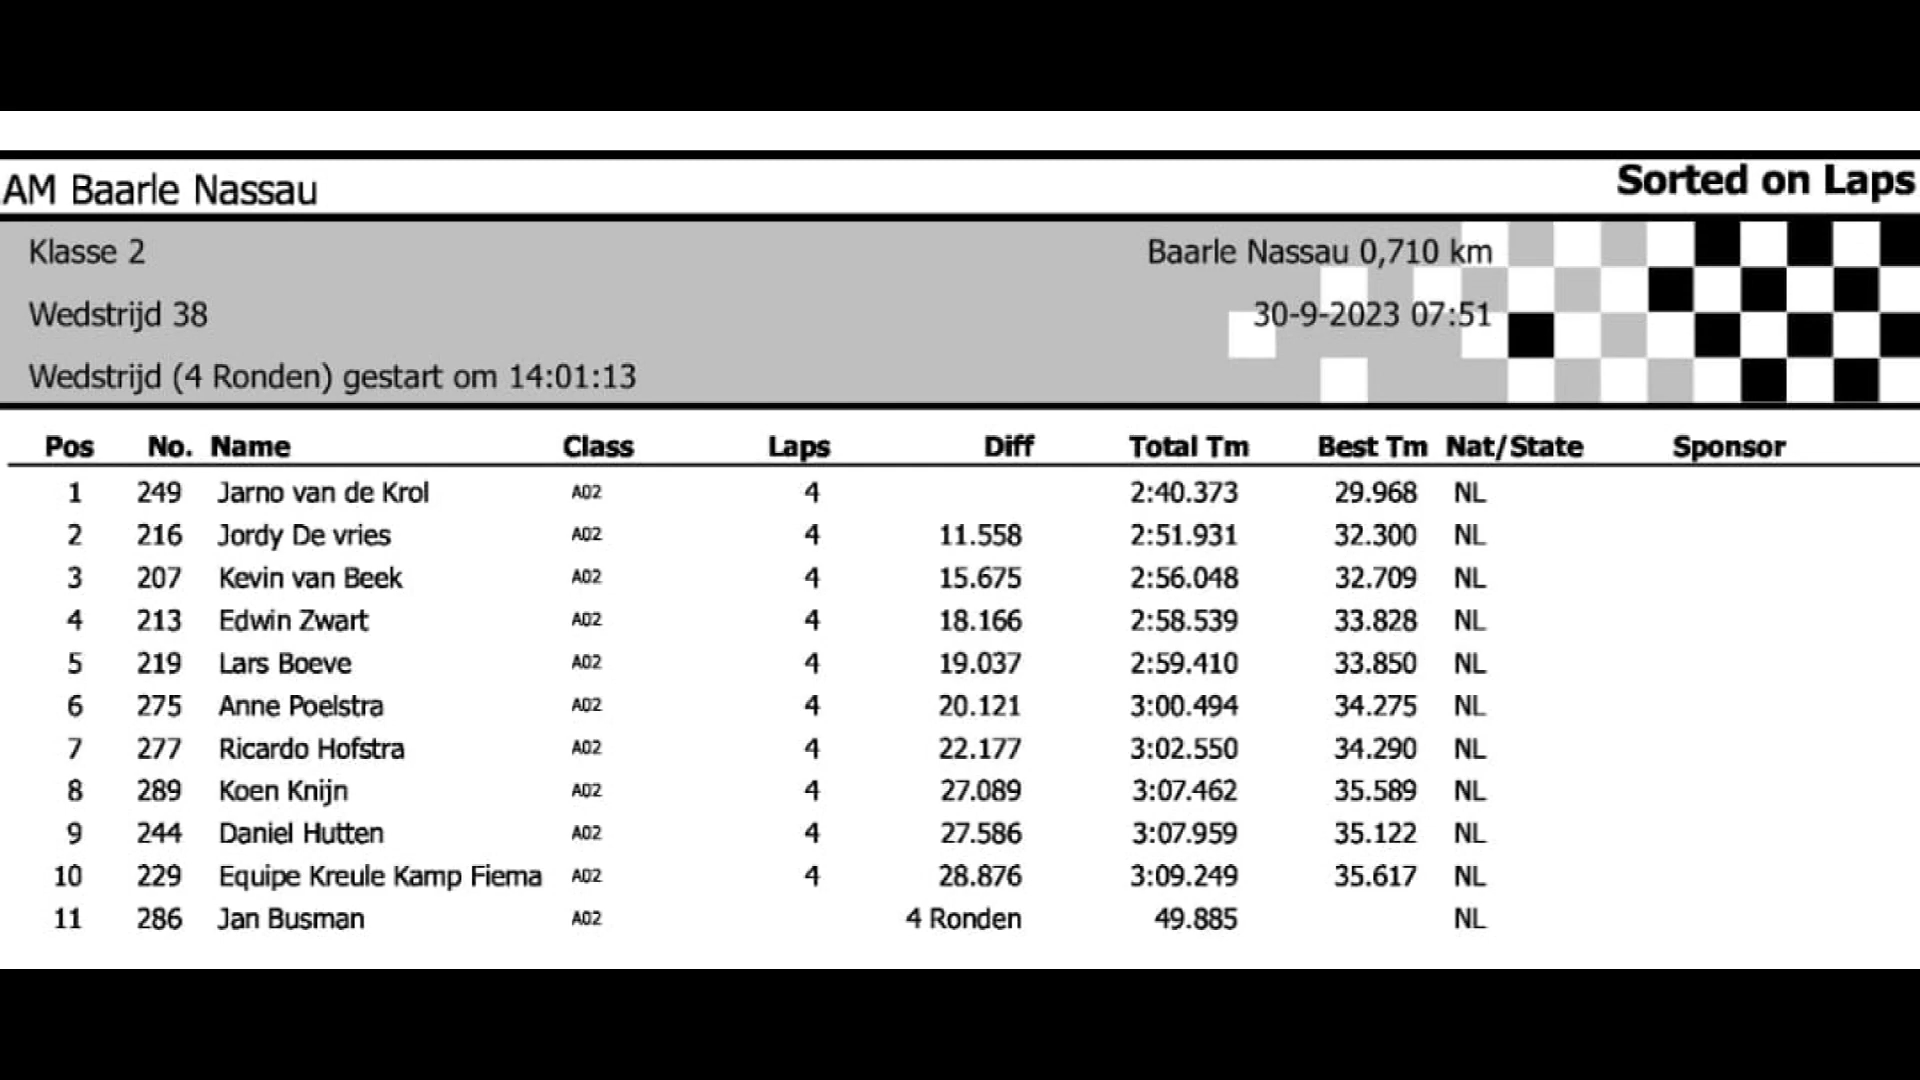 AM Baarle Nassau
Sorted on Laps
Klasse 2
Baarle Nassau 0,710 km
Wedstrijd 38
30-9-2023 07:51
Wedstrijd (4 Ronden) gestart om 14:01:13
Pos No. Name Class Laps Diff Total Tm Best Tm Nat/State Sponsor
1 249 Jarno van de Krol A02 4 2:40.373 29.968 NL
2 216 Jordy De vries A02 4 11.558 2:51.931 32.300 NL
3 207 Kevin van Beek A02 4 15.675 2:56.048 32.709 NL
4 213 Edwin Zwart A02 4 18.166 2:58.539 33.828 NL
5 219 Lars Boeve A02 4 19.037 2:59.410 33.850 NL
6 275 Anne Poelstra A02 4 20.121 3:00.494 34.275 NL
7 277 Ricardo Hofstra A02 4 22.177 3:02.550 34.290 NL
8 289 Koen Knijn A02 4 27.089 3:07.462 35.589 NL
9 244 Daniel Hutten A02 4 27.586 3:07.959 35.122 NL
10 229 Equipe Kreule Kamp Fiema A02 4 28.876 3:09.249 35.617 NL
11 286 Jan Busman A02 4 Ronden 49.885 NL